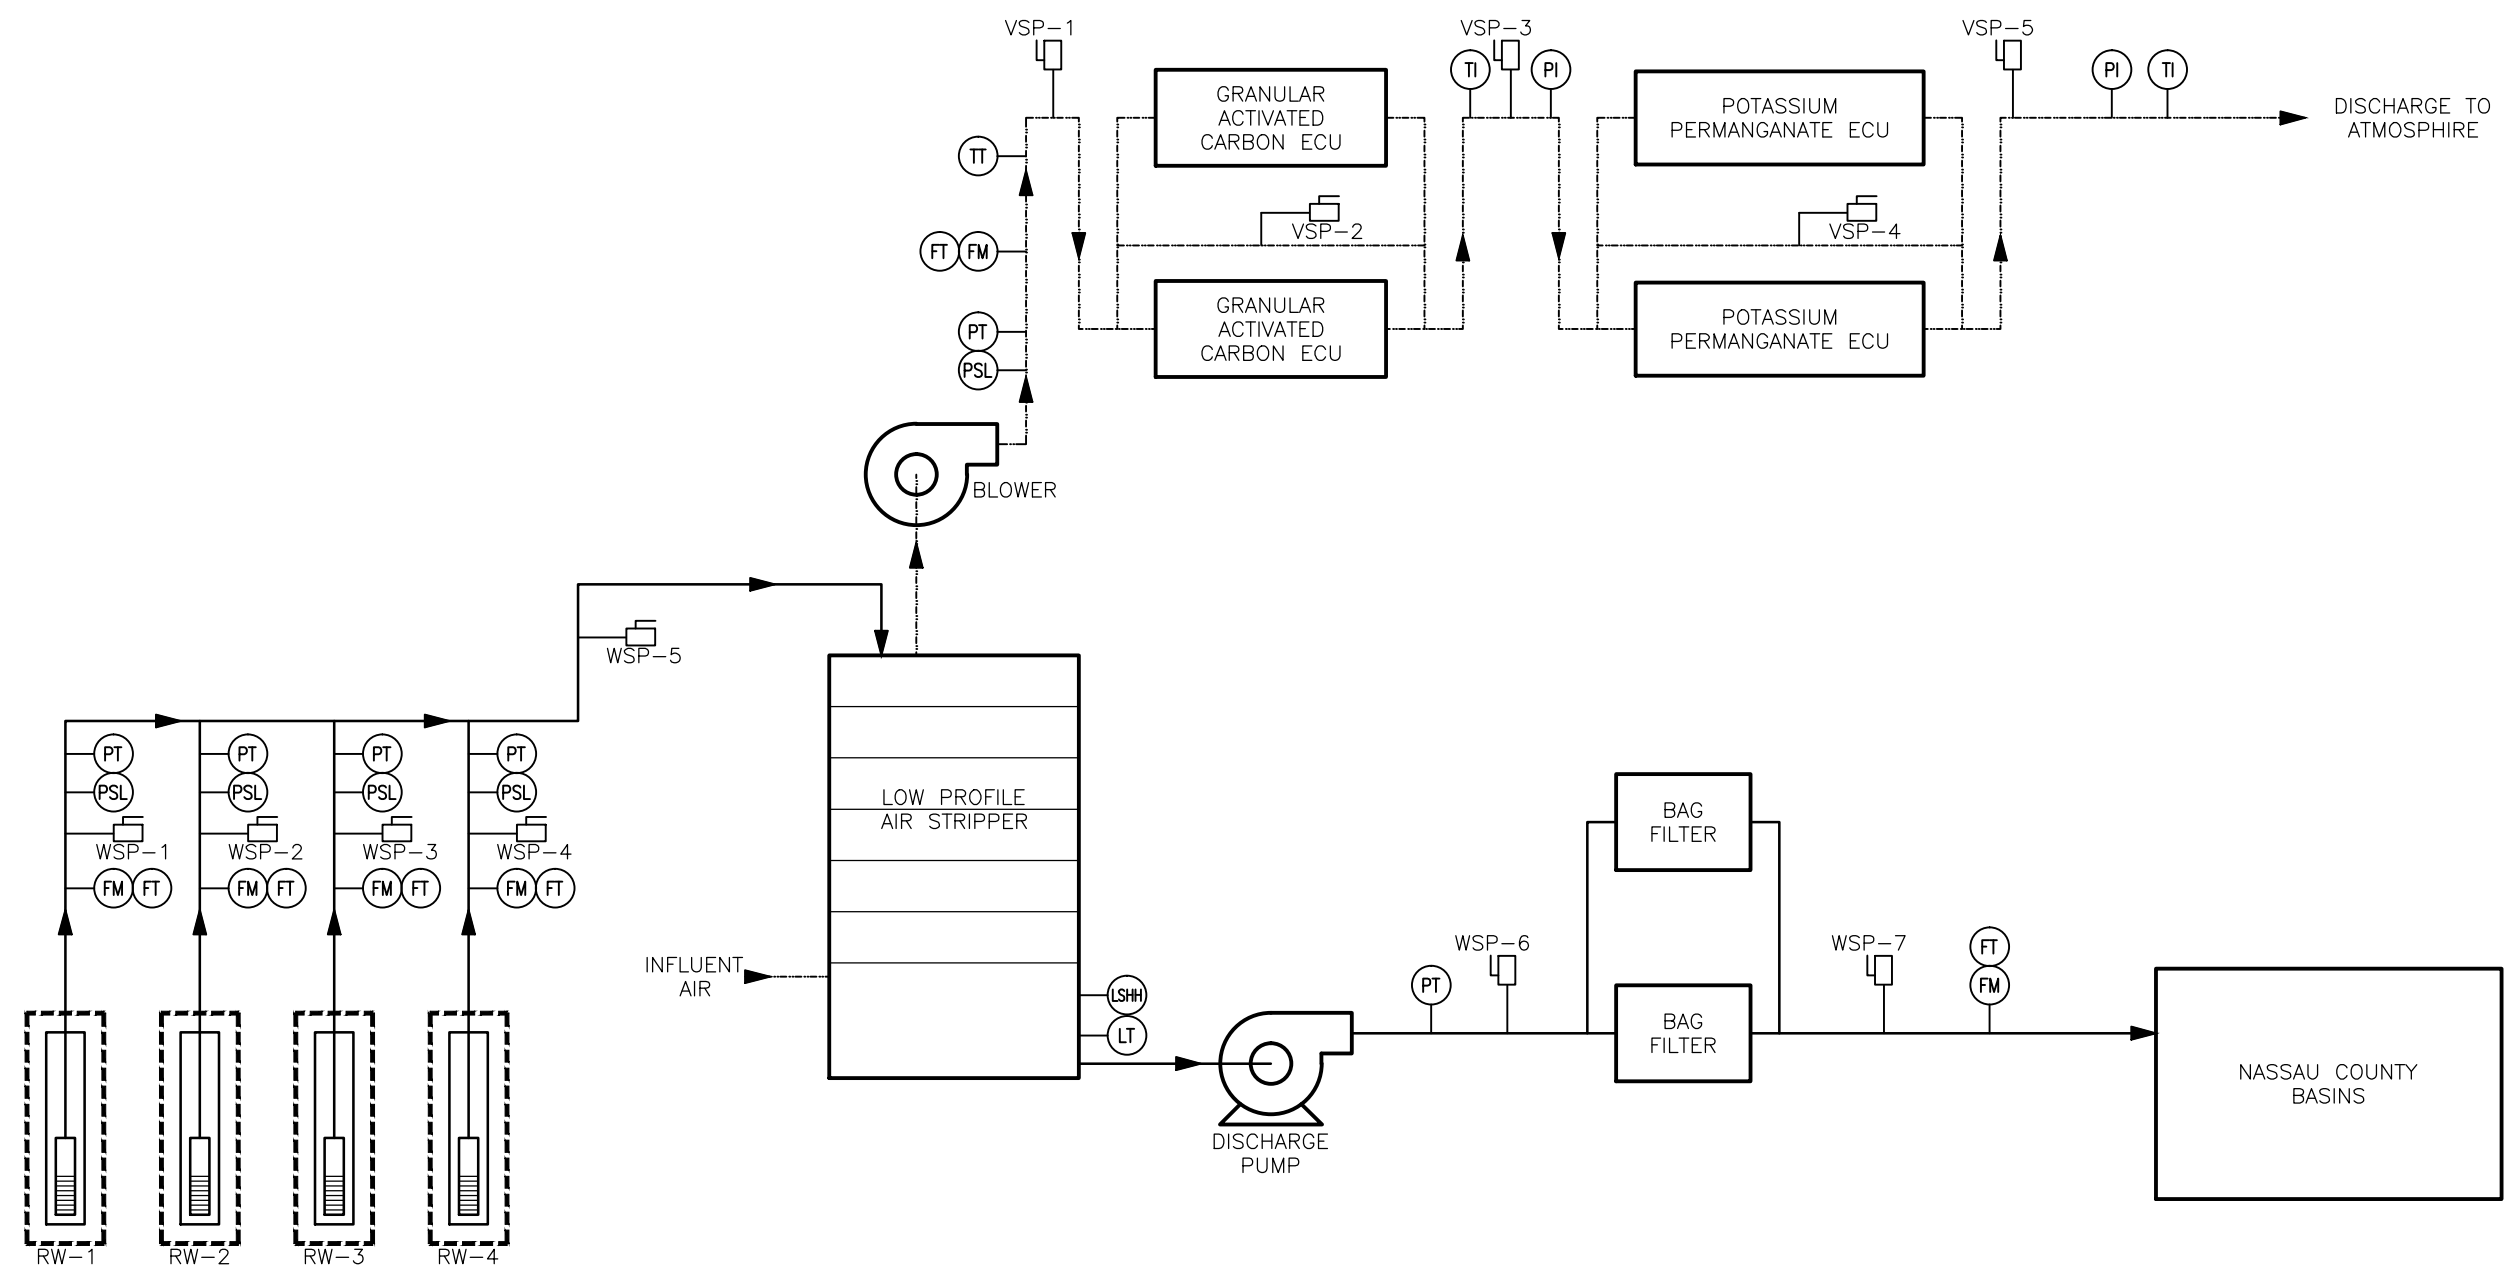 VSP-1
VSP-3
VSP-5
TI
PI
PI
TI
GRANULAR
ACTIVATED
CARBON ECU
POTASSIUM
PERMANGANATE ECU
DISCHARGE TO
ATMOSPHIRE
TT
VSP-2
VSP-4
FT
FM
GRANULAR
ACTIVATED
CARBON ECU
POTASSIUM
PERMANGANATE ECU
PT
PSL
BLOWER
WSP-5
PT
PT
PT
PT
PSL
PSL
PSL
PSL
WSP-1
WSP-2
WSP-3
WSP-4
FM
FT
FM
FT
FM
FT
FM
FT
LOW PROFILE
AIR STRIPPER
INFLUENT
AIR
LSHH
LT
DISCHARGE
PUMP
PT
WSP-6
BAG
FILTER
BAG
FILTER
WSP-7
FT
FM
NASSAU COUNTY
BASINS
RW-1
RW-2
RW-3
RW-4